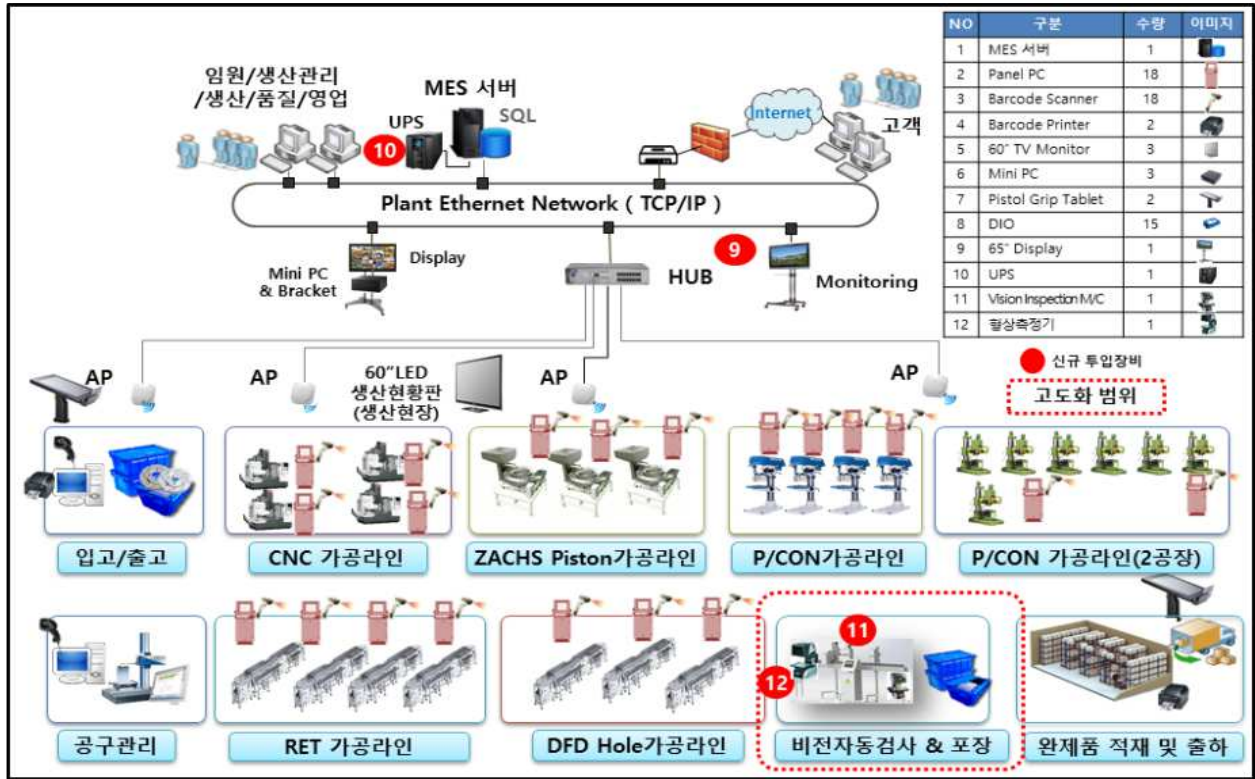 임원/생산관리
/생산/품질/영업
MES 서버
UPS
SQL
10
Internet
고객
Plant Ethernet Network ( TCP/IP )
Mini PC
& Bracket
Display
HUB
9
Monitoring
NO 구분 수량 이미지
1 MES 서버 1
2 Panel PC 18
3 Barcode Scanner 18
4 Barcode Printer 2
5 60" TV Monitor 3
6 Mini PC 3
7 Pistol Grip Tablet 2
8 DIO 15
9 65" Display 1
10 UPS 1
11 Vision Inspection M/C 1
12 형상측정기 1
신규 투입장비
고도화 범위
AP
AP
60"LED
생산현황판
(생산현장)
AP
AP
입고/출고
CNC 가공라인
ZACHS Piston가공라인
P/CON가공라인
P/CON 가공라인(2공장)
11
12
공구관리
RET 가공라인
DFD Hole가공라인
비전자동검사 & 포장
완제품 적재 및 출하